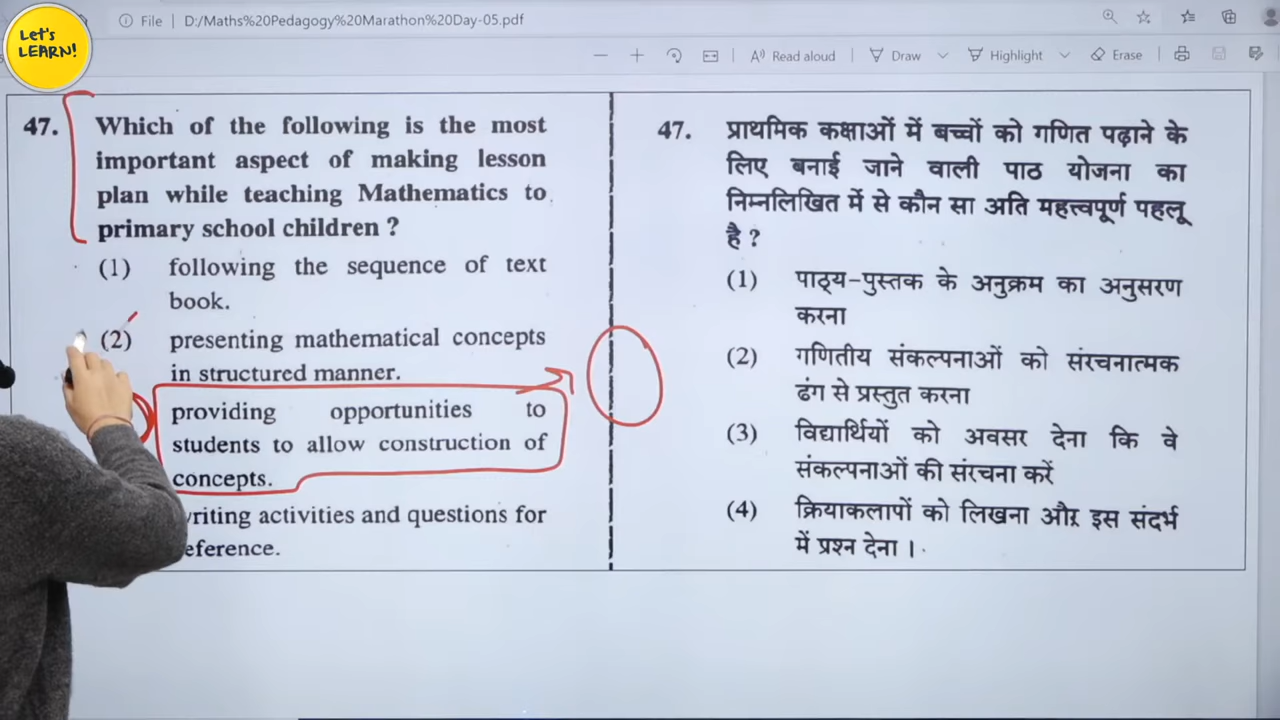 Let's
LEARN!
File
D:/Maths%20Pedagogy%20Marathon%20Day-05.pdf
Read aloud
Draw
Highlight
Erase
47. Which of the following is the most
important aspect of making lesson
plan while teaching Mathematics to
primary school children ?
(1) following the sequence of text
book.
(2) presenting mathematical concepts
in structured manner.
providing opportunities to
students to allow construction of
concepts.
writing activities and questions for
eference.
47. प्राथमिक कक्षाओं में बच्चों को गणित पढ़ाने के
लिए बनाई जाने वाली पाठ योजना का
निम्नलिखित में से कौन सा अति महत्त्वपूर्ण पहलू
है ?
(1) पाठ्य-पुस्तक के अनुक्रम का अनुसरण
करना
(2) गणितीय संकल्पनाओं को संरचनात्मक
ढंग से प्रस्तुत करना
(3) विद्यार्थियों को अवसर देना कि वे
संकल्पनाओं की संरचना करें
(4) क्रियाकलापों को लिखना और इस संदर्भ
में प्रश्न देना ।